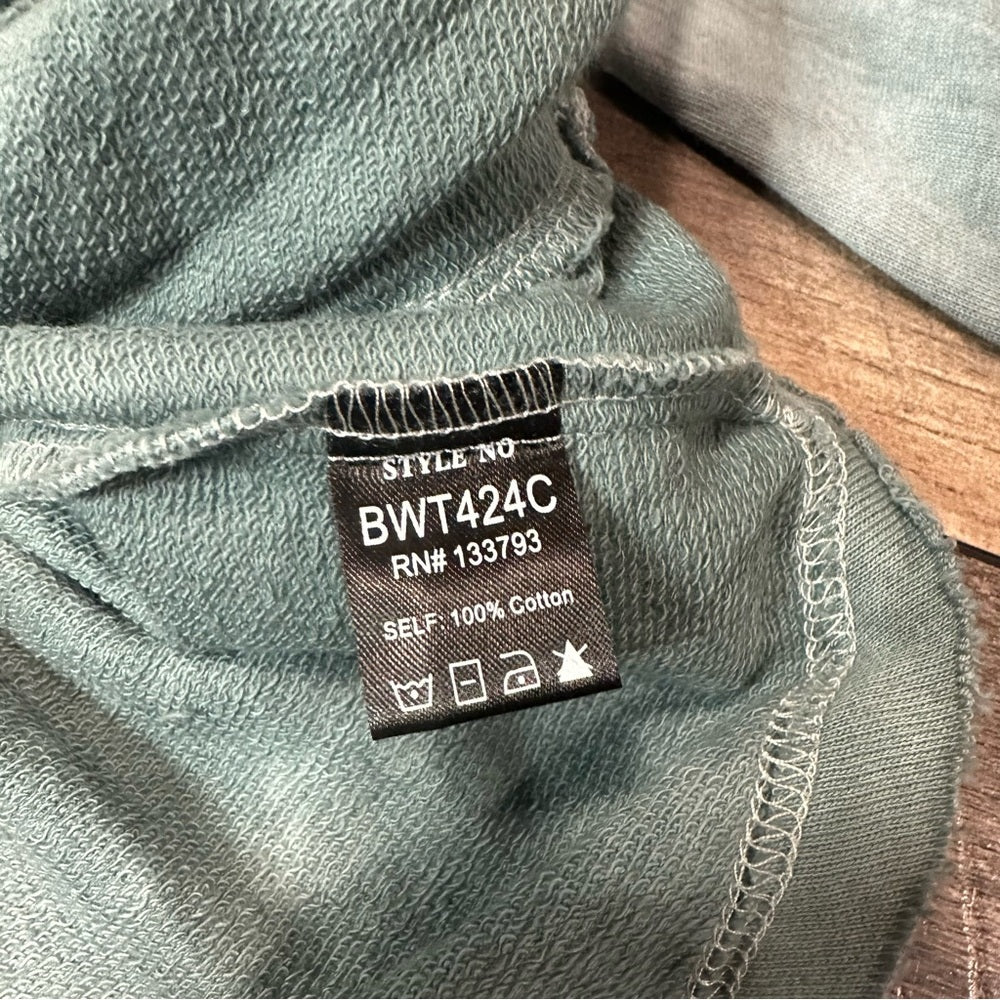 STYLE NO
BWT424C
RN# 133793
SELF: 100% Cotton